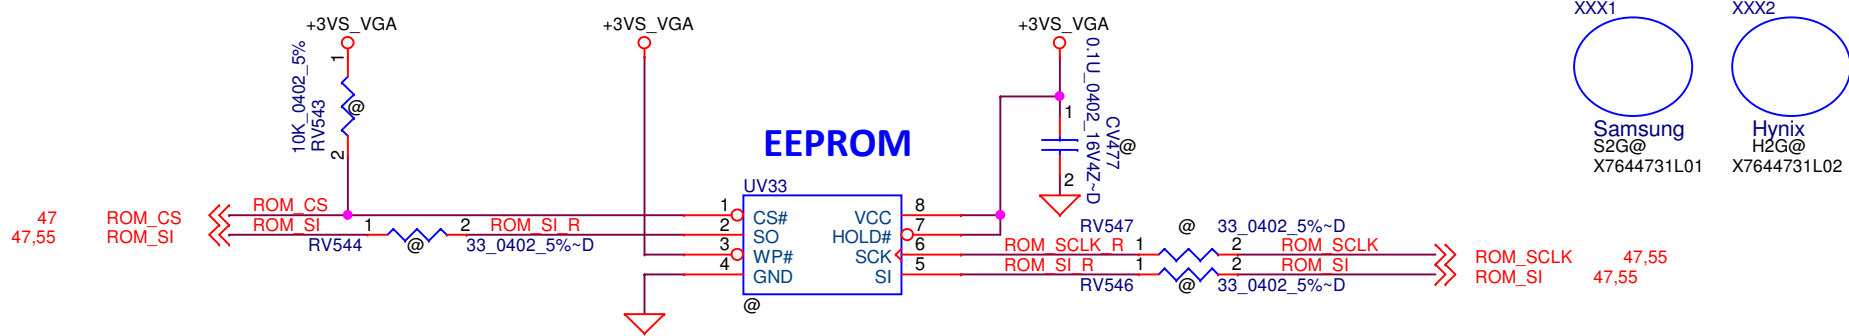 +3VS_VGA
+3VS_VGA
+3VS_VGA
XXX1
XXX2
10K_0402_5%
RV543
1
@
2
0.1U_0402_16V4Z~D
CV477
1
@
2
Samsung
S2G@
X7644731L01
Hynix
H2G@
X7644731L02
EEPROM
UV33
47
ROM_CS
ROM_CS
1
CS#
VCC
8
47,55
ROM_SI
ROM_SI
1
RV544
@
2
ROM_SI_R
33_0402_5%~D
2
SO
HOLD#
7
3
WP#
SCK
6
4
GND
SI
5
@
RV547
@
33_0402_5%~D
ROM_SCLK_R
1
2
ROM_SCLK
ROM_SCLK
47,55
ROM_SI_R
1
2
ROM_SI
ROM_SI
47,55
RV546
@
33_0402_5%~D